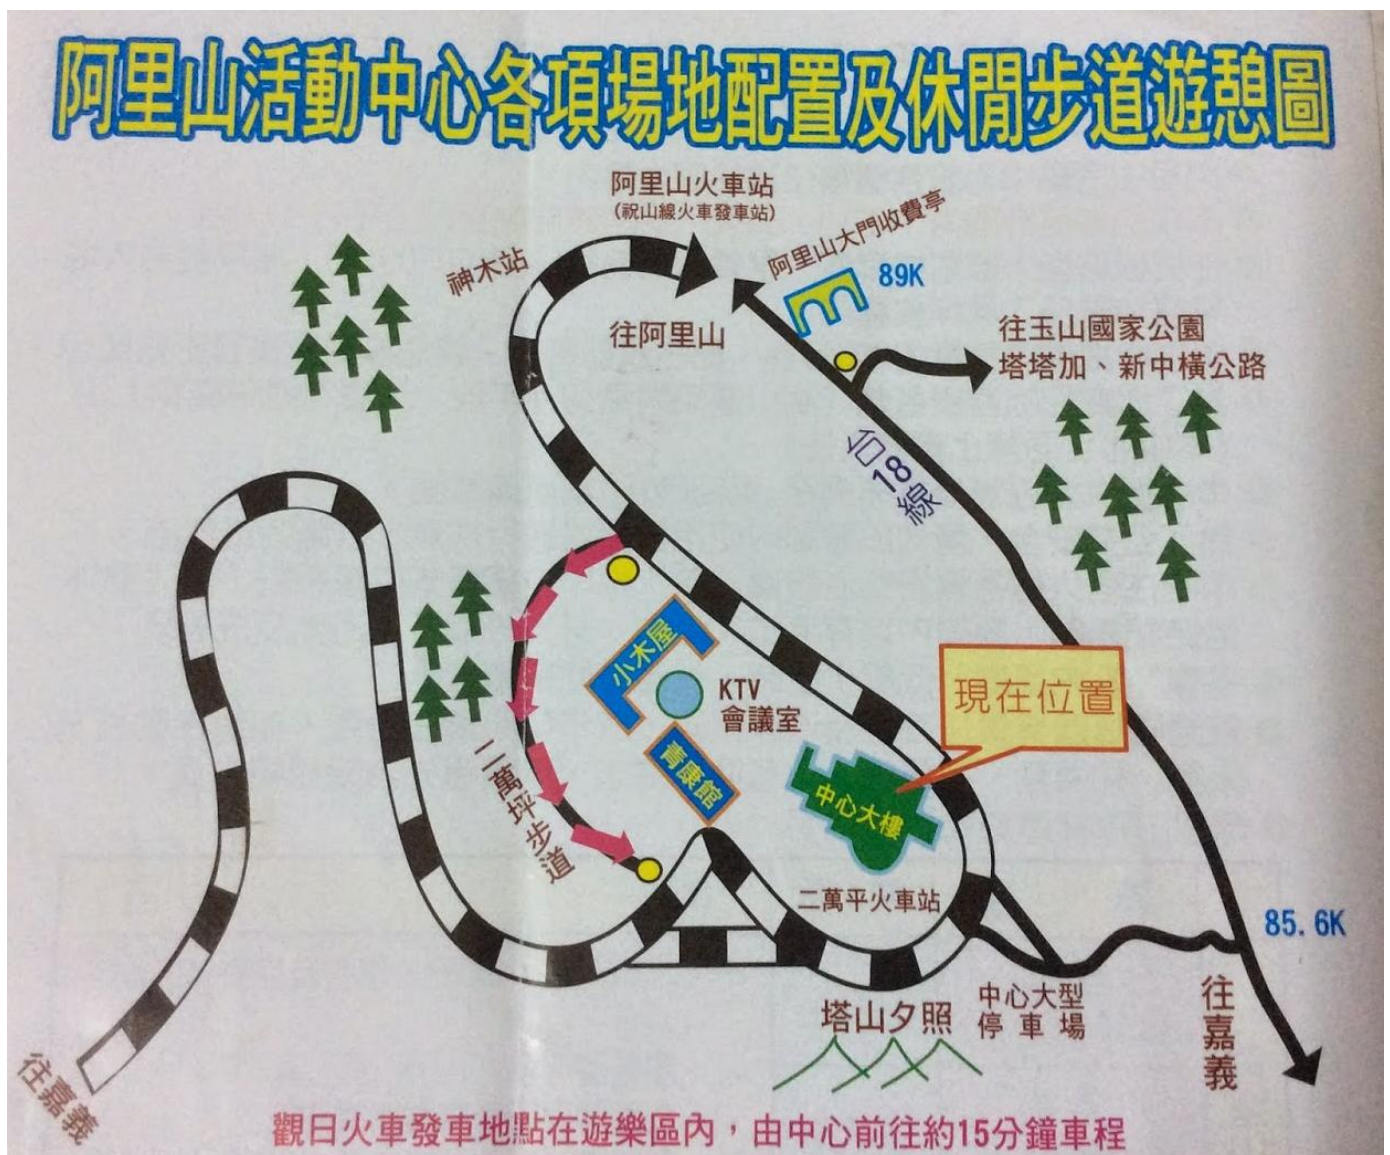 阿里山活動中心各項場地配置及休閒步道遊憩圖
阿里山火車站
(祝山線火車發車站)
阿里山大門收費亭
89K
神木站
往阿里山
往玉山國家公園
塔塔加、新中橫公路
台18線
小木屋
KTV
會議室
現在位置
青康館
中心大樓
二萬坪步道
二萬平火車站
85.6K
塔山夕照
中心大型
停車場
往嘉義
往嘉義
觀日火車發車地點在遊樂區內,由中心前往約15分鐘車程